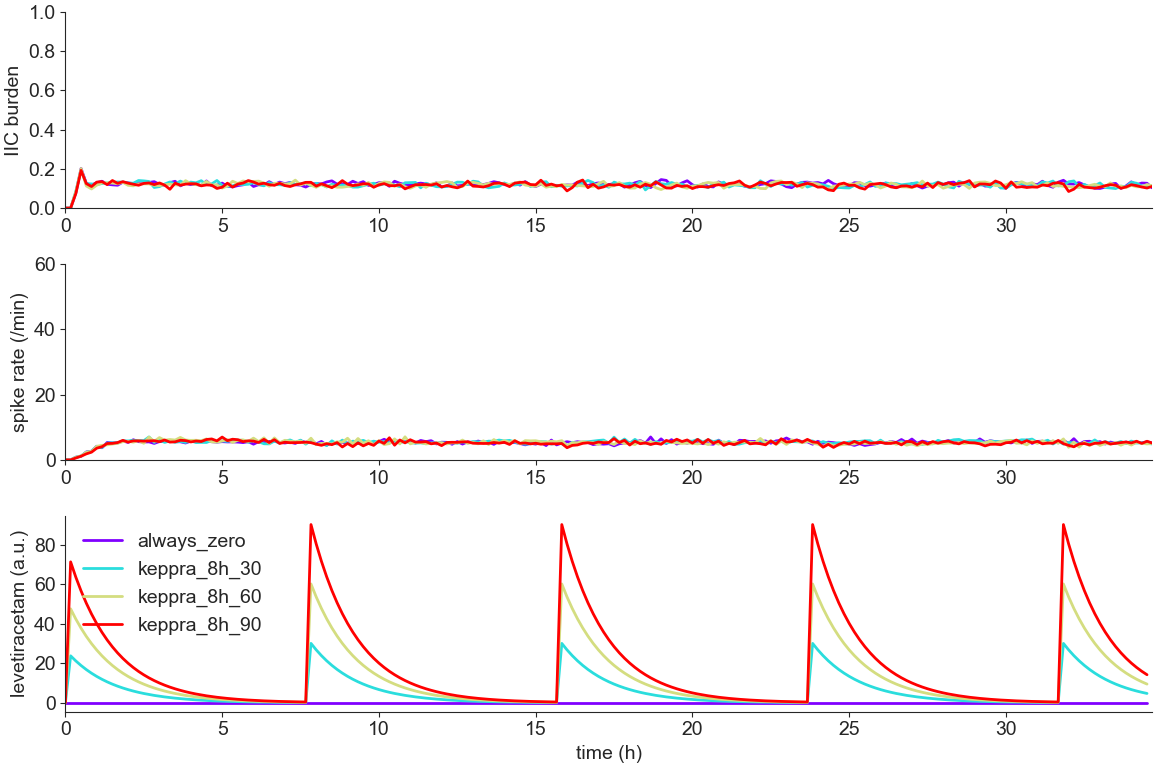 IIC burden
1.0
0.8
0.6
0.4
0.2
0.0
0 5 10 15 20 25 30
spike rate (/min)
60
40
20
0
0 5 10 15 20 25 30
levetiracetam (a.u.)
80
60
40
20
0
always_zero
keppra_8h_30
keppra_8h_60
keppra_8h_90
0 5 10 15 20 25 30
time (h)